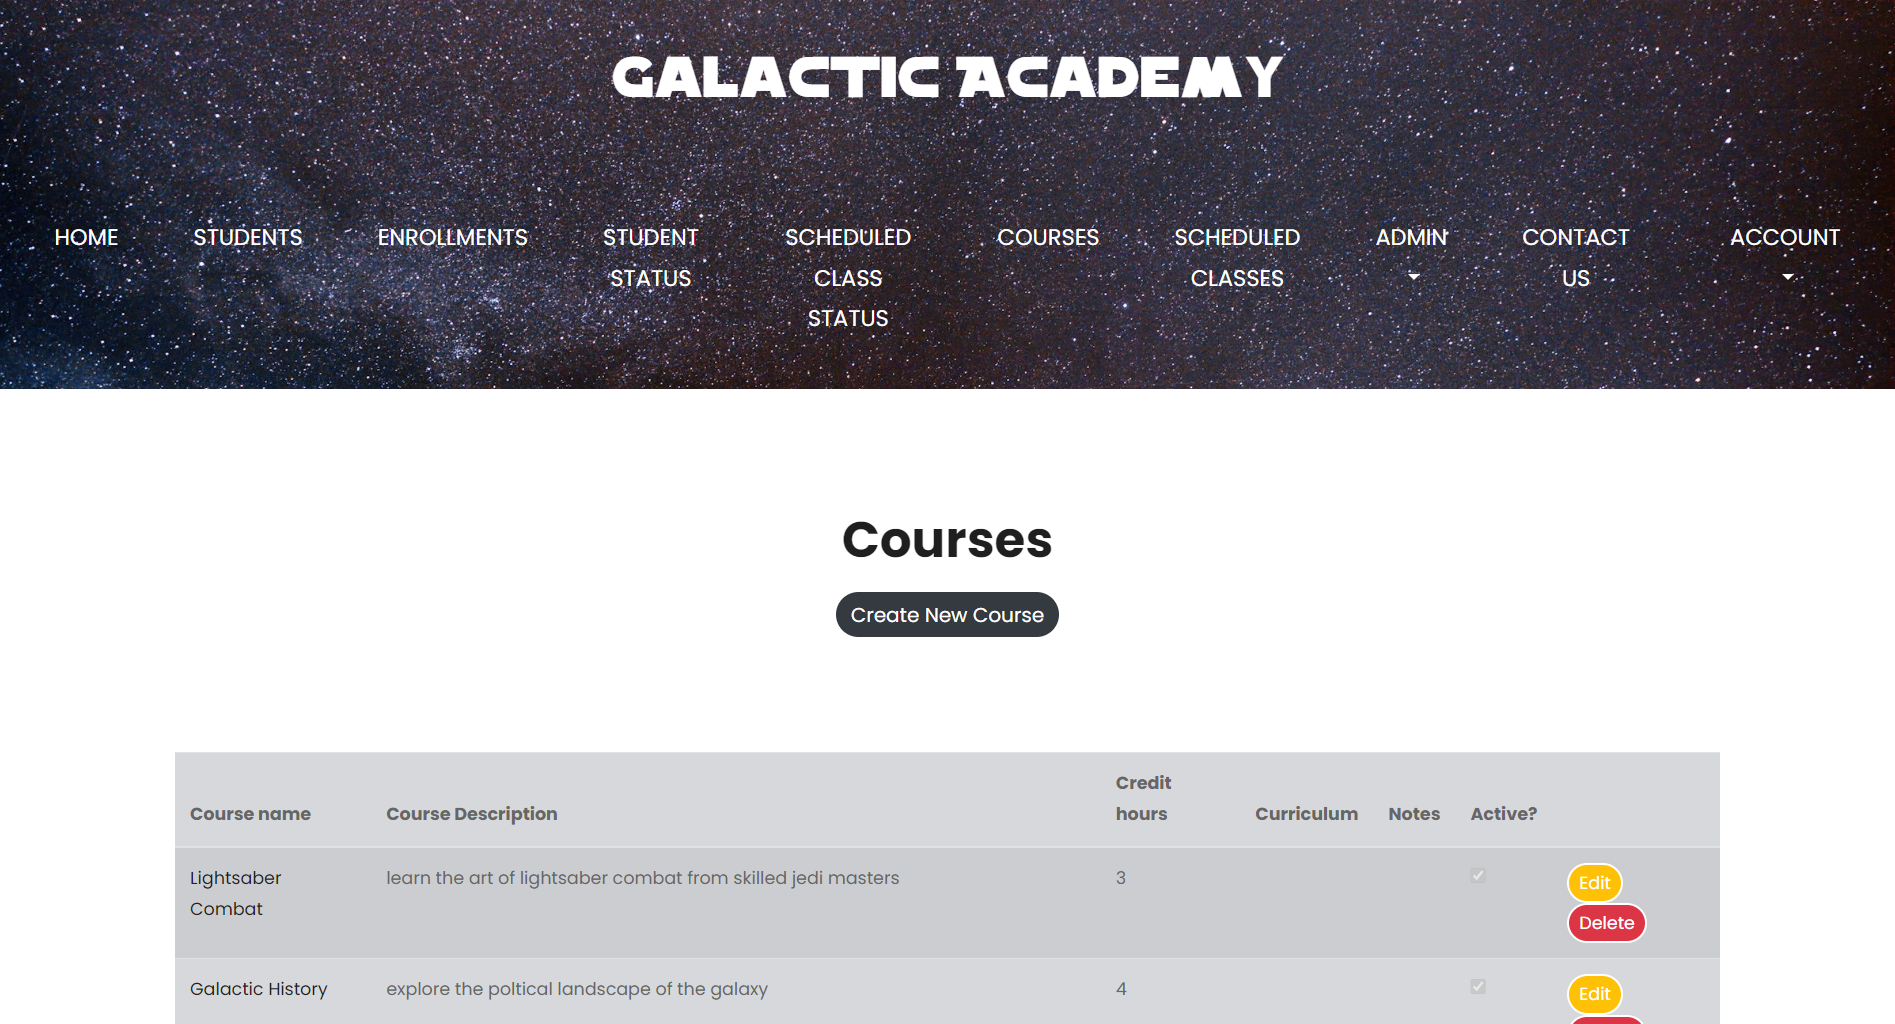 GALACTIC ACADEMY
HOME STUDENTS ENROLLMENTS STUDENT SCHEDULED COURSES SCHEDULED ADMIN CONTACT ACCOUNT
STATUS CLASS CLASSES US
STATUS
Courses
Create New Course
Credit
Course name Course Description hours Curriculum Notes Active?
Lightsaber learn the art of lightsaber combat from skilled jedi masters 3 Edit
Combat Delete
Galactic History explore the poltical landscape of the galaxy 4 Edit